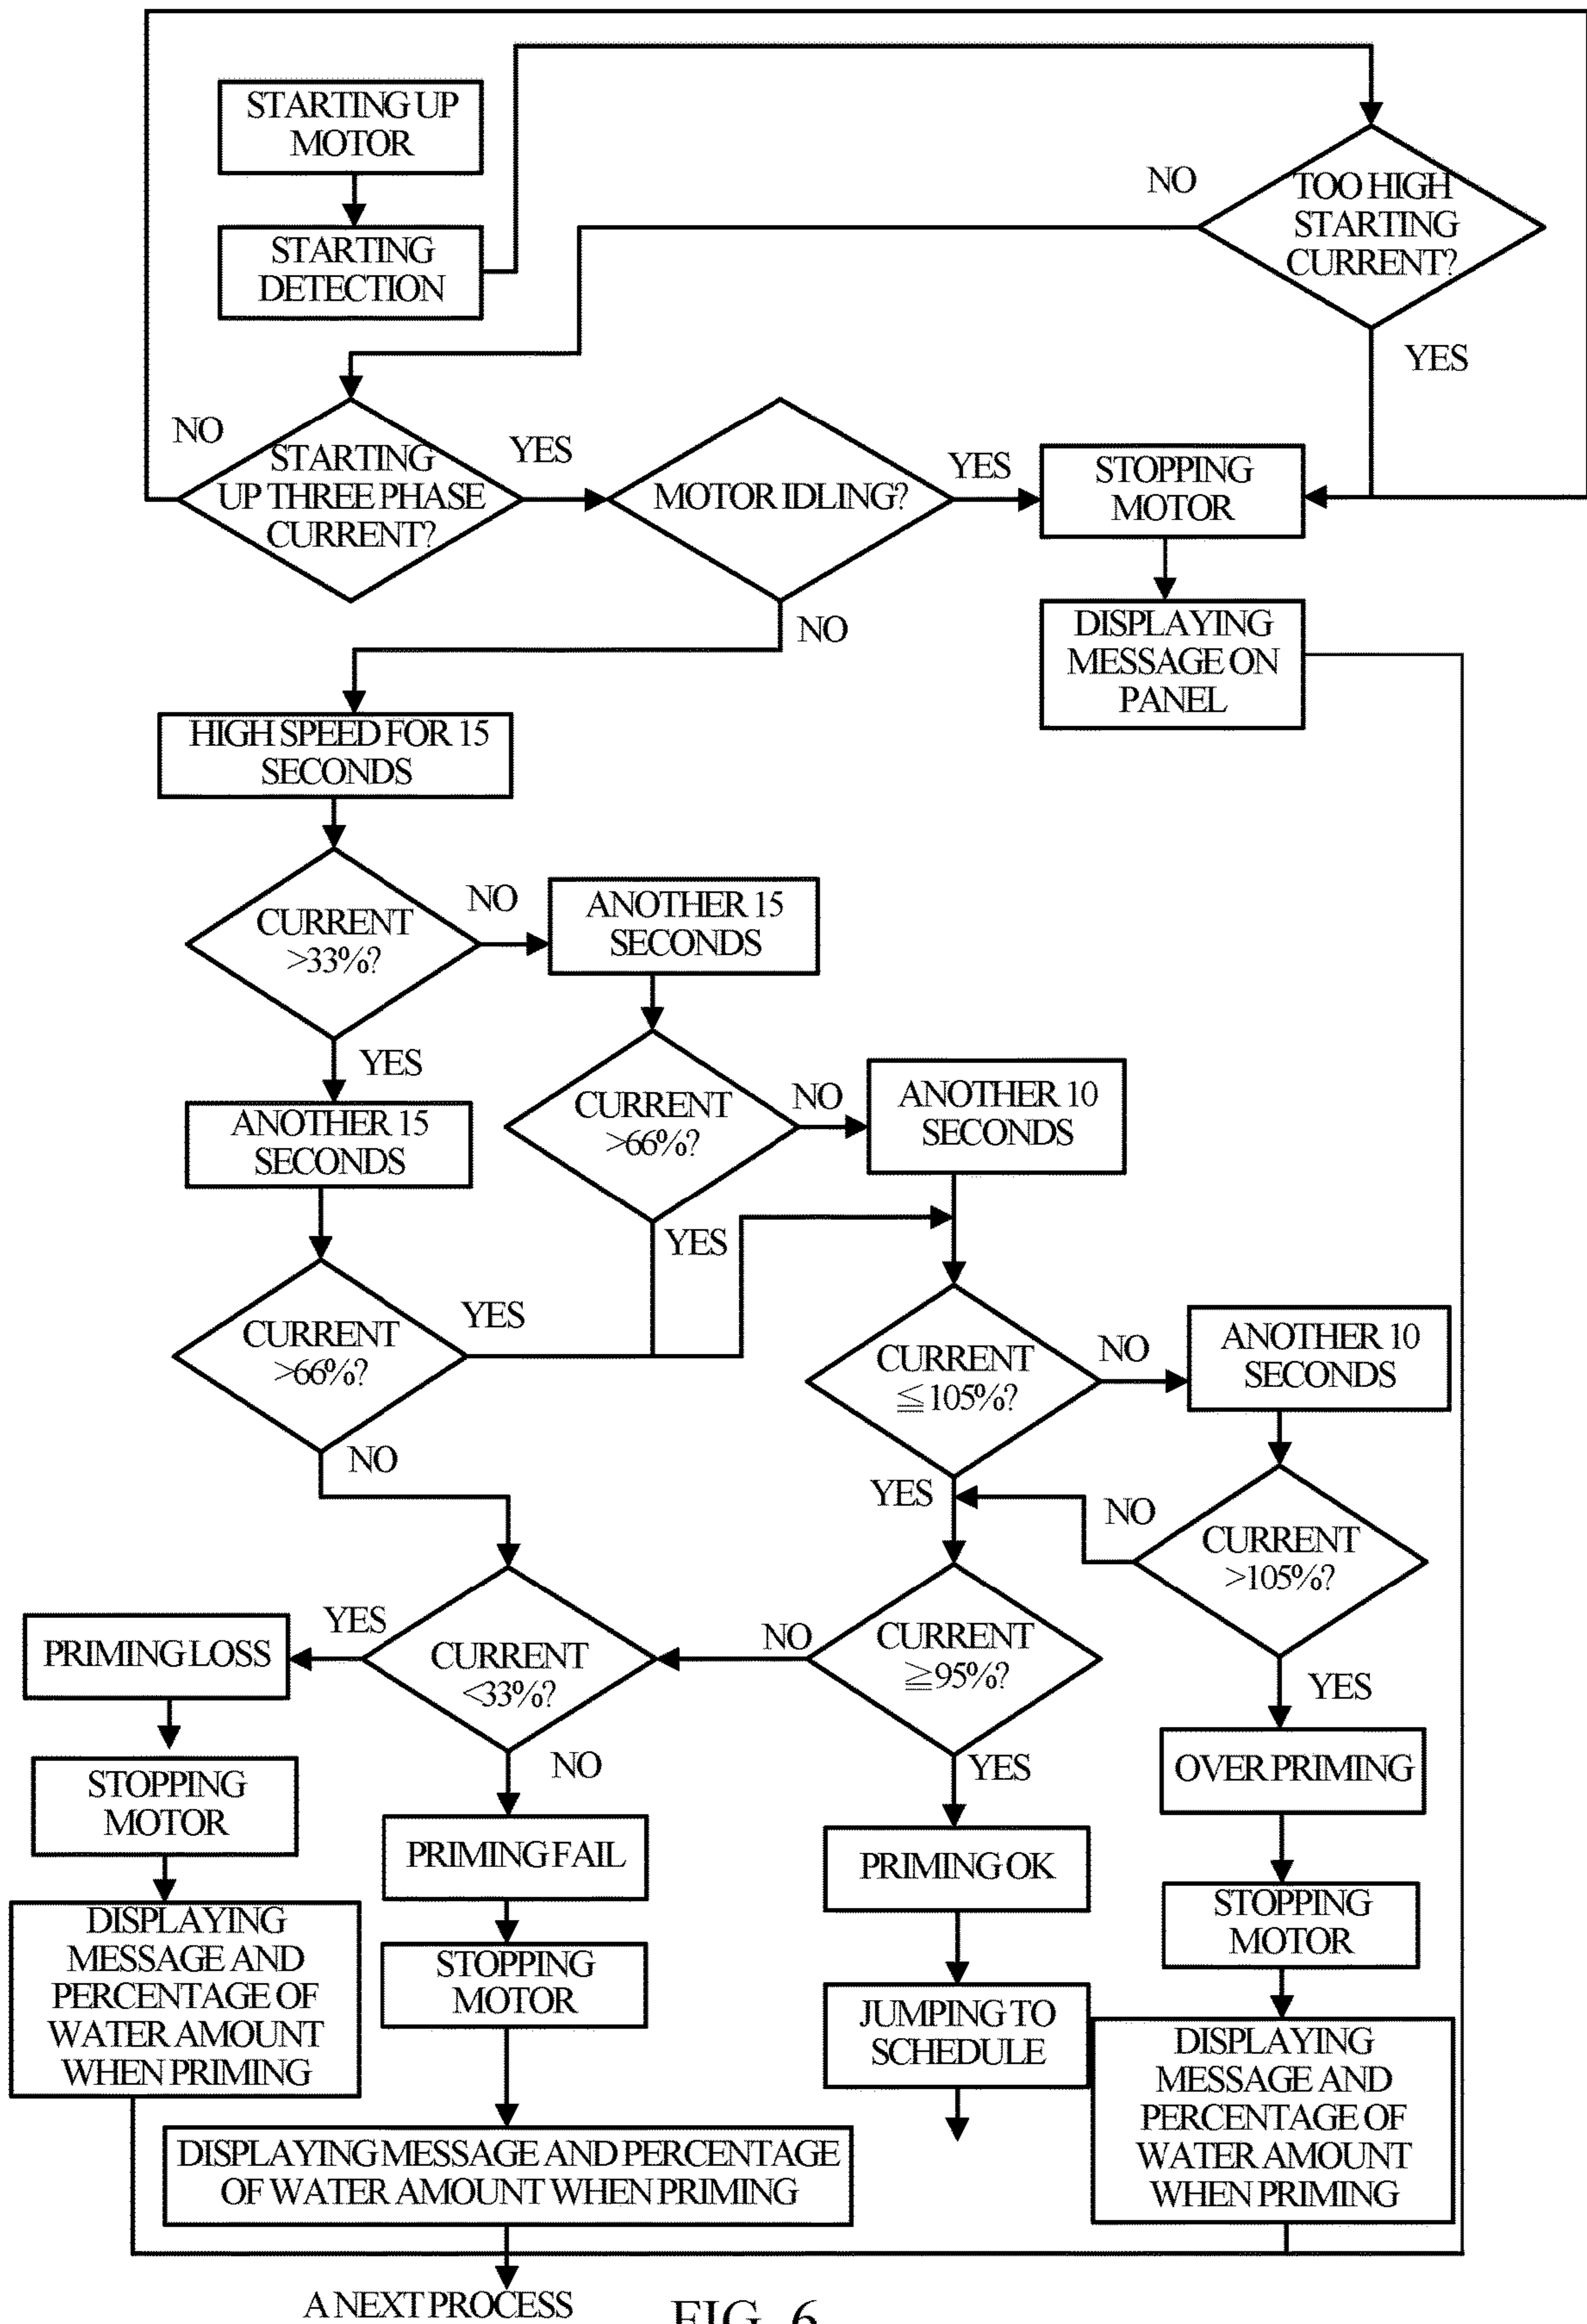 STARTING UP
MOTOR
STARTING
DETECTION
NO
TOO HIGH
STARTING
CURRENT?
YES
NO
STARTING
UP THREE PHASE
CURRENT?
YES
MOTOR IDLING?
YES
STOPPING
MOTOR
NO
DISPLAYING
MESSAGE ON
PANEL
HIGH SPEED FOR 15
SECONDS
CURRENT
>33%?
NO
ANOTHER 15
SECONDS
YES
ANOTHER 15
SECONDS
CURRENT
>66%?
NO
ANOTHER 10
SECONDS
YES
CURRENT
>66%?
YES
NO
CURRENT
≦105%?
NO
ANOTHER 10
SECONDS
YES
NO
CURRENT
>105%?
YES
PRIMING LOSS
YES
CURRENT
<33%?
NO
CURRENT
≧95%?
NO
YES
OVER PRIMING
STOPPING
MOTOR
PRIMING FAIL
PRIMING OK
STOPPING
MOTOR
DISPLAYING
MESSAGE AND
PERCENTAGE OF
WATER AMOUNT
WHEN PRIMING
STOPPING
MOTOR
JUMPING TO
SCHEDULE
DISPLAYING
MESSAGE AND
PERCENTAGE OF
WATER AMOUNT
WHEN PRIMING
DISPLAYING MESSAGE AND PERCENTAGE
OF WATER AMOUNT WHEN PRIMING
A NEXT PROCESS
FIG. 6